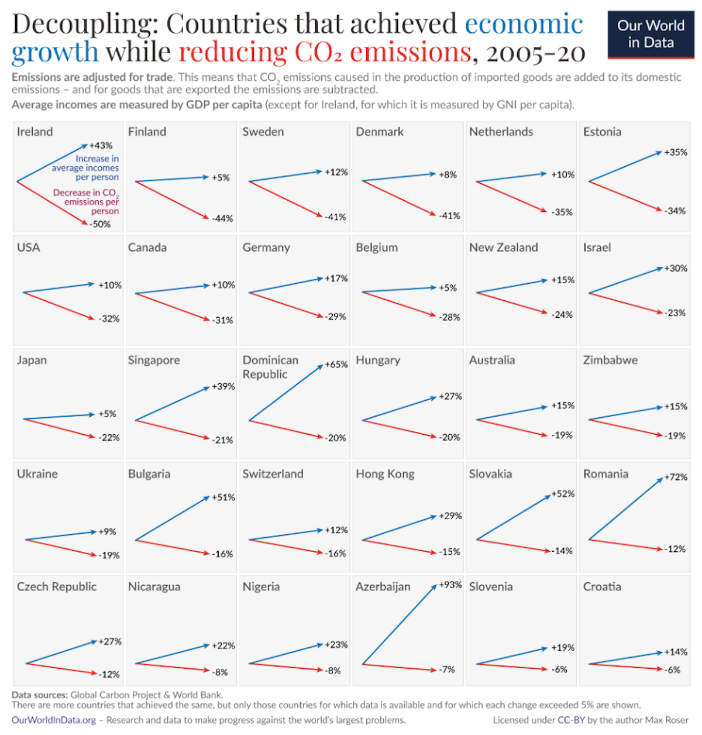 Decoupling: Countries that achieved economic
growth while reducing CO₂ emissions, 2005-20
Our World
in Data
Emissions are adjusted for trade. This means that CO₂ emissions caused in the production of imported goods are added to its domestic
emissions – and for goods that are exported the emissions are subtracted.
Average incomes are measured by GDP per capita (except for Ireland, for which it is measured by GNI per capita).
Ireland
+43%
Increase in
average incomes
per person
Decrease in CO₂
emissions per
person
-50%
Finland
+5%
-44%
Sweden
+12%
-41%
Denmark
+8%
-41%
Netherlands
+10%
-35%
Estonia
+35%
-34%
USA
+10%
-32%
Canada
+10%
-31%
Germany
+17%
-29%
Belgium
+5%
-28%
New Zealand
+15%
-24%
Israel
+30%
-23%
Japan
+5%
-22%
Singapore
+39%
-21%
Dominican
Republic
+65%
-20%
Hungary
+27%
-20%
Australia
+15%
-19%
Zimbabwe
+15%
-19%
Ukraine
+9%
-19%
Bulgaria
+51%
-16%
Switzerland
+12%
-16%
Hong Kong
+29%
-15%
Slovakia
+52%
-14%
Romania
+72%
-12%
Czech Republic
+27%
-12%
Nicaragua
+22%
-8%
Nigeria
+23%
-8%
Azerbaijan
+93%
-7%
Slovenia
+19%
-6%
Croatia
+14%
-6%
Data sources: Global Carbon Project & World Bank.
There are more countries that achieved the same, but only those countries for which data is available and for which each change exceeded 5% are shown.
OurWorldInData.org – Research and data to make progress against the world's largest problems.
Licensed under CC-BY by the author Max Roser